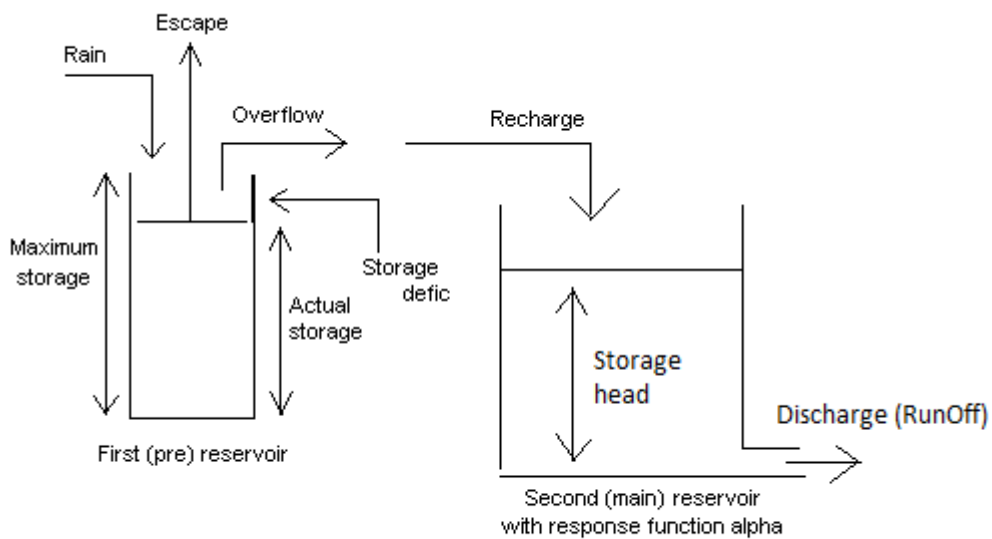 Escape
Rain
Overflow
Recharge
Maximum
storage
Storage
defic
Actual
storage
Storage
head
Discharge (RunOff)
First (pre) reservoir
Second (main) reservoir
with response function alpha